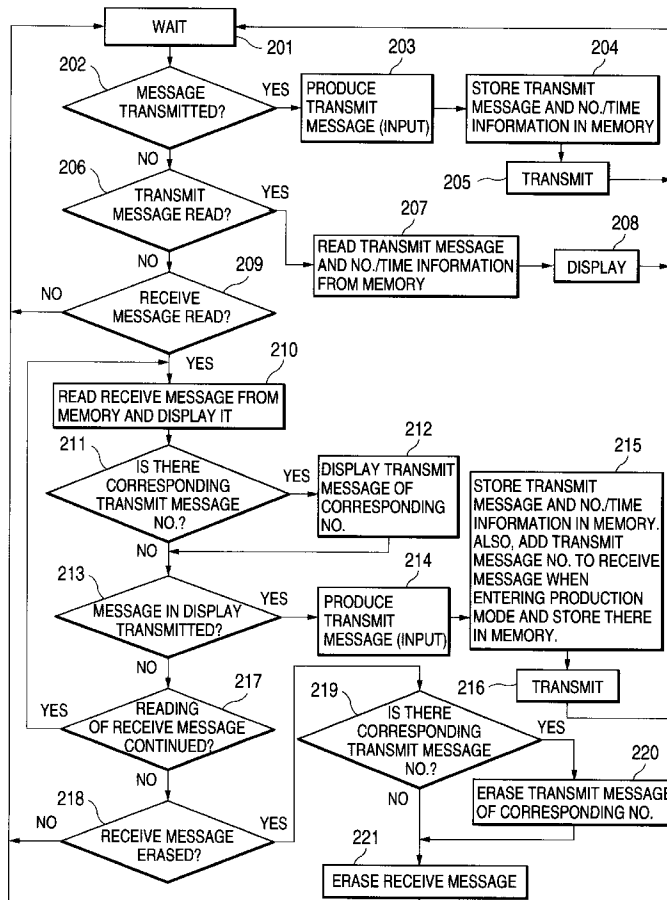 WAIT
201
202
MESSAGE
TRANSMITTED?
YES
NO
203
PRODUCE
TRANSMIT
MESSAGE (INPUT)
204
STORE TRANSMIT
MESSAGE AND NO./TIME
INFORMATION IN MEMORY
205
TRANSMIT
206
TRANSMIT
MESSAGE READ?
YES
NO
207
READ TRANSMIT MESSAGE
AND NO./TIME INFORMATION
FROM MEMORY
208
DISPLAY
209
RECEIVE
MESSAGE READ?
NO
YES
210
READ RECEIVE MESSAGE FROM
MEMORY AND DISPLAY IT
211
IS THERE
CORRESPONDING
TRANSMIT MESSAGE
NO.?
YES
NO
212
DISPLAY TRANSMIT
MESSAGE OF
CORRESPONDING
NO.
213
MESSAGE IN DISPLAY
TRANSMITTED?
YES
NO
214
PRODUCE
TRANSMIT
MESSAGE (INPUT)
215
STORE TRANSMIT
MESSAGE AND NO./TIME
INFORMATION IN MEMORY.
ALSO, ADD TRANSMIT
MESSAGE NO. TO RECEIVE
MESSAGE WHEN
ENTERING PRODUCTION
MODE AND STORE THERE
IN MEMORY.
216
TRANSMIT
217
READING
OF RECEIVE MESSAGE
CONTINUED?
YES
NO
218
RECEIVE MESSAGE
ERASED?
NO
YES
219
IS THERE
CORRESPONDING
TRANSMIT MESSAGE
NO.?
YES
NO
220
ERASE TRANSMIT MESSAGE
OF CORRESPONDING NO.
221
ERASE RECEIVE MESSAGE